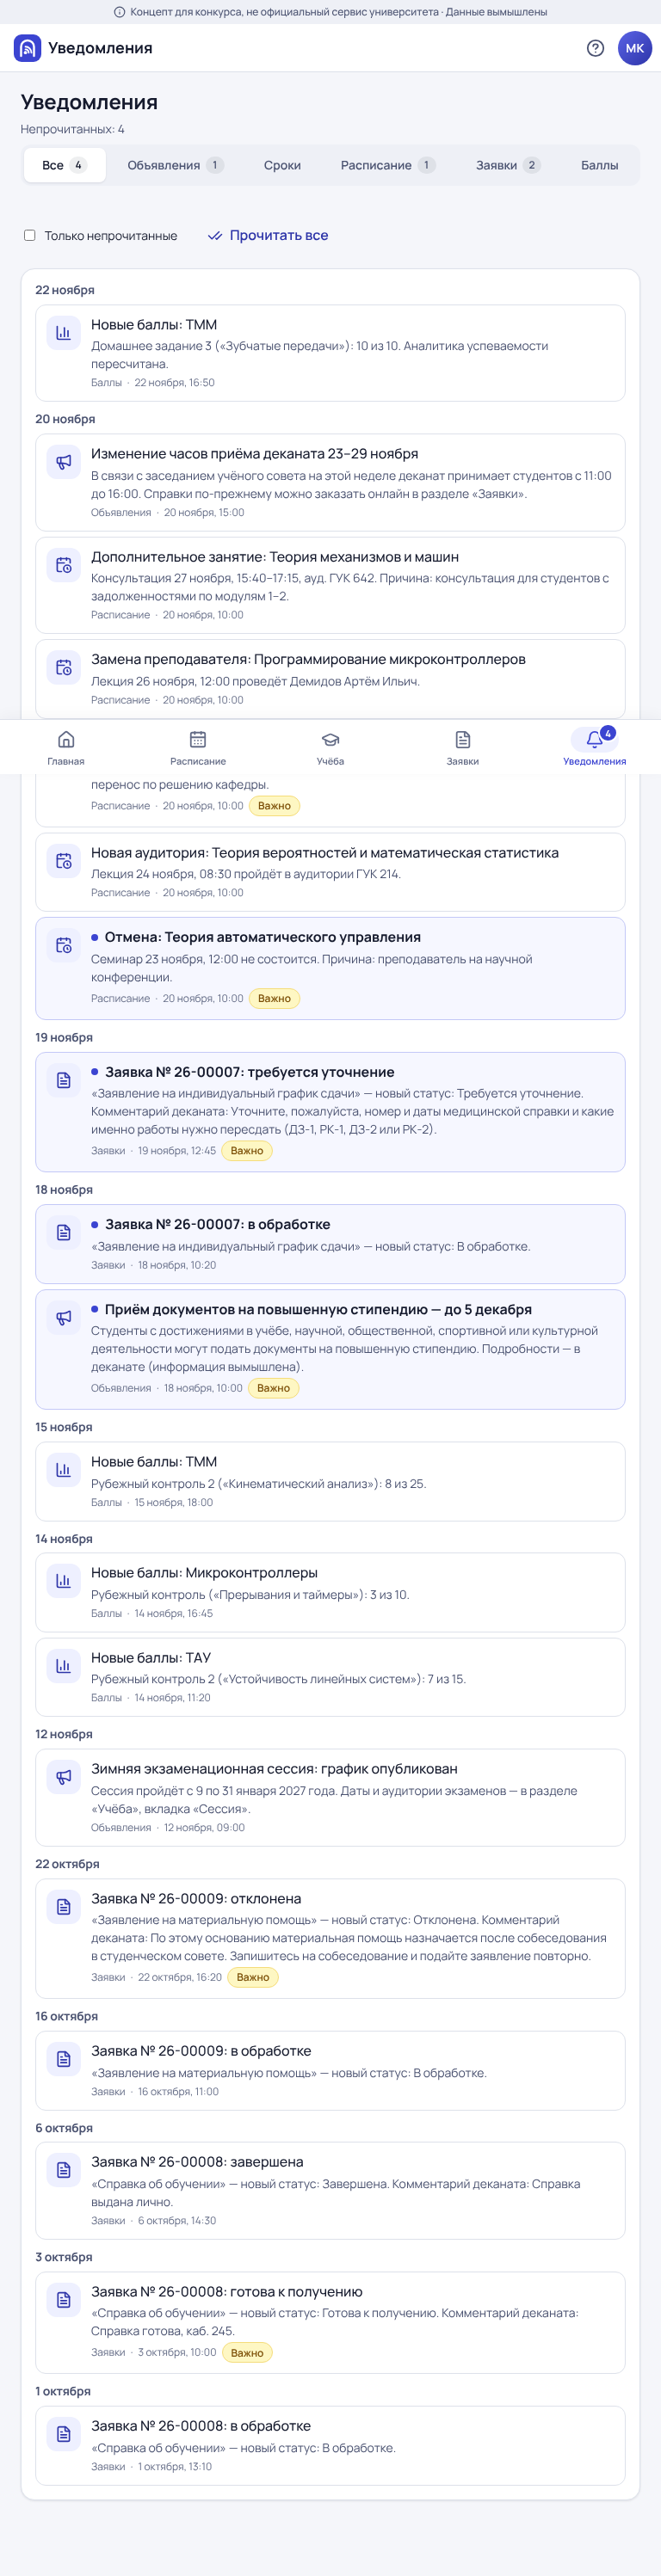 Концепт для конкурса, не официальный сервис университета · Данные вымышлены
Уведомления
МК
Уведомления
Непрочитанных: 4
Все 4
Объявления 1
Сроки
Расписание 1
Заявки 2
Баллы
Только непрочитанные
Прочитать все
22 ноября
Новые баллы: ТММ
Домашнее задание 3 («Зубчатые передачи»): 10 из 10. Аналитика успеваемости
пересчитана.
Баллы · 22 ноября, 16:50
20 ноября
Изменение часов приёма деканата 23–29 ноября
В связи с заседанием учёного совета на этой неделе деканат принимает студентов с 11:00
до 16:00. Справки по-прежнему можно заказать онлайн в разделе «Заявки».
Объявления · 20 ноября, 15:00
Дополнительное занятие: Теория механизмов и машин
Консультация 27 ноября, 15:40–17:15, ауд. ГУК 642. Причина: консультация для студентов с
задолженностями по модулям 1–2.
Расписание · 20 ноября, 10:00
Замена преподавателя: Программирование микроконтроллеров
Лекция 26 ноября, 12:00 проведёт Демидов Артём Ильич.
Расписание · 20 ноября, 10:00
Главная
Расписание
Учёба
Заявки
4
Уведомления
перенос по решению кафедры.
Расписание · 20 ноября, 10:00 Важно
Новая аудитория: Теория вероятностей и математическая статистика
Лекция 24 ноября, 08:30 пройдёт в аудитории ГУК 214.
Расписание · 20 ноября, 10:00
Отмена: Теория автоматического управления
Семинар 23 ноября, 12:00 не состоится. Причина: преподаватель на научной
конференции.
Расписание · 20 ноября, 10:00 Важно
19 ноября
Заявка № 26-00007: требуется уточнение
«Заявление на индивидуальный график сдачи» — новый статус: Требуется уточнение.
Комментарий деканата: Уточните, пожалуйста, номер и даты медицинской справки и какие
именно работы нужно пересдать (ДЗ-1, РК-1, ДЗ-2 или РК-2).
Заявки · 19 ноября, 12:45 Важно
18 ноября
Заявка № 26-00007: в обработке
«Заявление на индивидуальный график сдачи» — новый статус: В обработке.
Заявки · 18 ноября, 10:20
Приём документов на повышенную стипендию — до 5 декабря
Студенты с достижениями в учёбе, научной, общественной, спортивной или культурной
деятельности могут подать документы на повышенную стипендию. Подробности — в
деканате (информация вымышлена).
Объявления · 18 ноября, 10:00 Важно
15 ноября
Новые баллы: ТММ
Рубежный контроль 2 («Кинематический анализ»): 8 из 25.
Баллы · 15 ноября, 18:00
14 ноября
Новые баллы: Микроконтроллеры
Рубежный контроль («Прерывания и таймеры»): 3 из 10.
Баллы · 14 ноября, 16:45
Новые баллы: ТАУ
Рубежный контроль 2 («Устойчивость линейных систем»): 7 из 15.
Баллы · 14 ноября, 11:20
12 ноября
Зимняя экзаменационная сессия: график опубликован
Сессия пройдёт с 9 по 31 января 2027 года. Даты и аудитории экзаменов — в разделе
«Учёба», вкладка «Сессия».
Объявления · 12 ноября, 09:00
22 октября
Заявка № 26-00009: отклонена
«Заявление на материальную помощь» — новый статус: Отклонена. Комментарий
деканата: По этому основанию материальная помощь назначается после собеседования
в студенческом совете. Запишитесь на собеседование и подайте заявление повторно.
Заявки · 22 октября, 16:20 Важно
16 октября
Заявка № 26-00009: в обработке
«Заявление на материальную помощь» — новый статус: В обработке.
Заявки · 16 октября, 11:00
6 октября
Заявка № 26-00008: завершена
«Справка об обучении» — новый статус: Завершена. Комментарий деканата: Справка
выдана лично.
Заявки · 6 октября, 14:30
3 октября
Заявка № 26-00008: готова к получению
«Справка об обучении» — новый статус: Готова к получению. Комментарий деканата:
Справка готова, каб. 245.
Заявки · 3 октября, 10:00 Важно
1 октября
Заявка № 26-00008: в обработке
«Справка об обучении» — новый статус: В обработке.
Заявки · 1 октября, 13:10